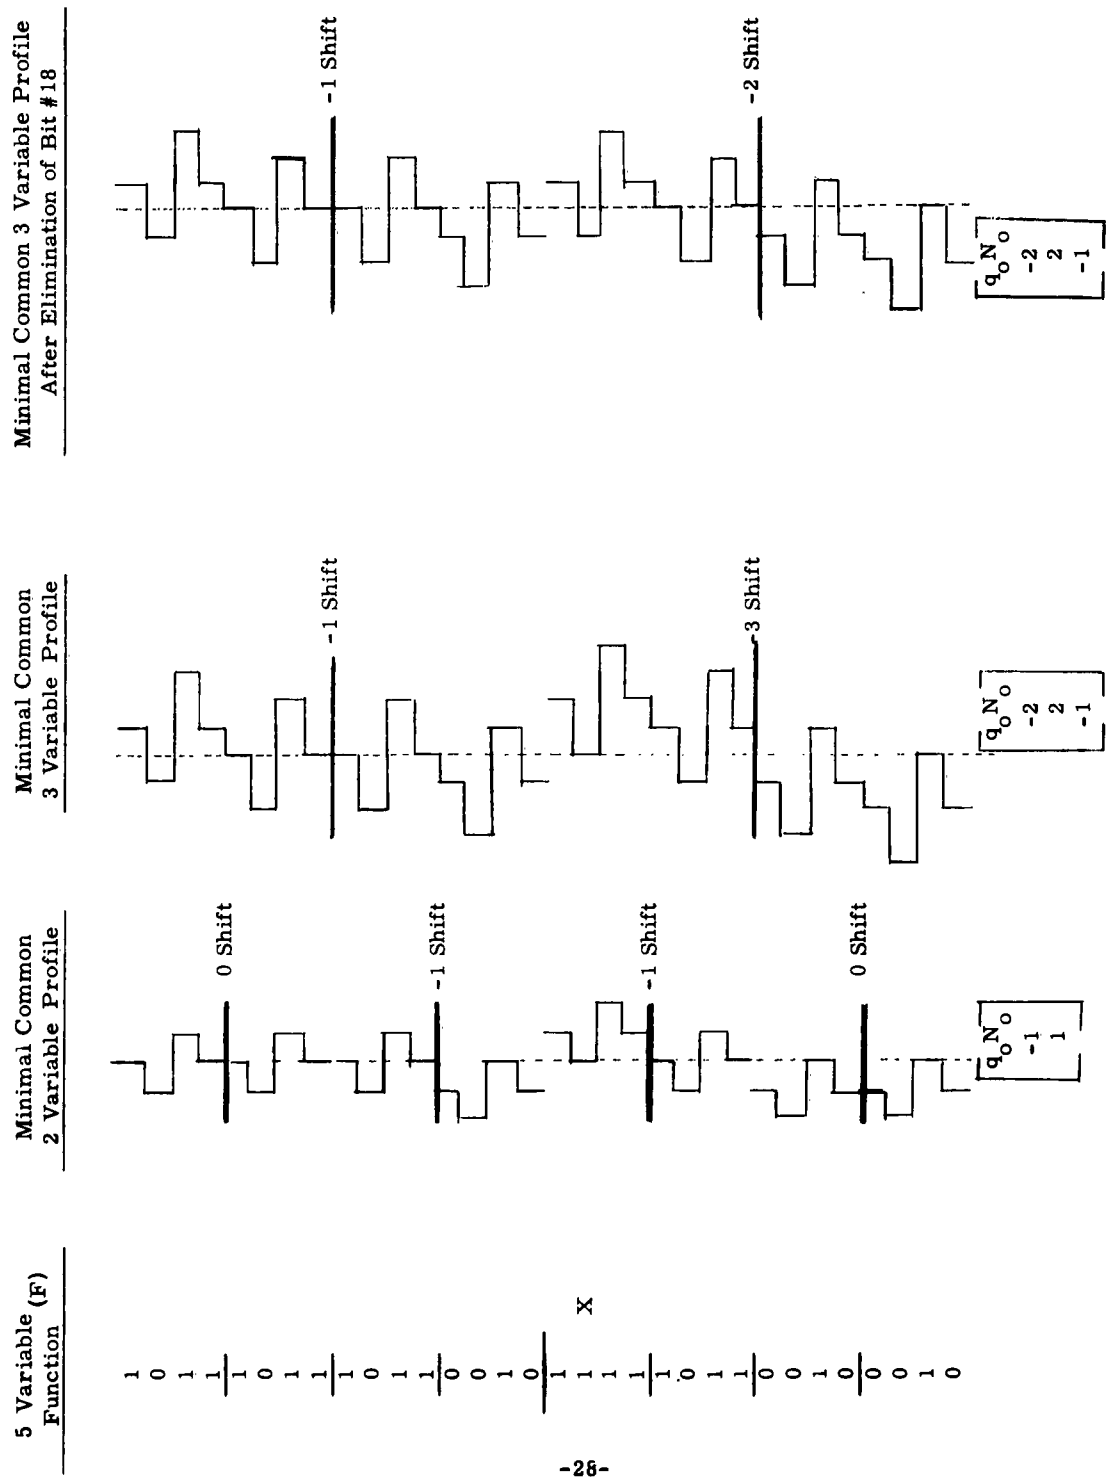 5 Variable (F)
Function
1
0
1
1
1
0
1
1
1
0
1
1
0
0
1
0
1
1
1
1
1
0
1
1
0
0
1
0
0
0
1
0
X
Minimal Common
2 Variable Profile
0 Shift
-1 Shift
-1 Shift
0 Shift
qoNo
-1
1
Minimal Common
3 Variable Profile
-1 Shift
-3 Shift
qoNo
-2
2
-1
Minimal Common 3 Variable Profile
After Elimination of Bit #18
-1 Shift
-2 Shift
qoNo
-2
2
-1
-28-